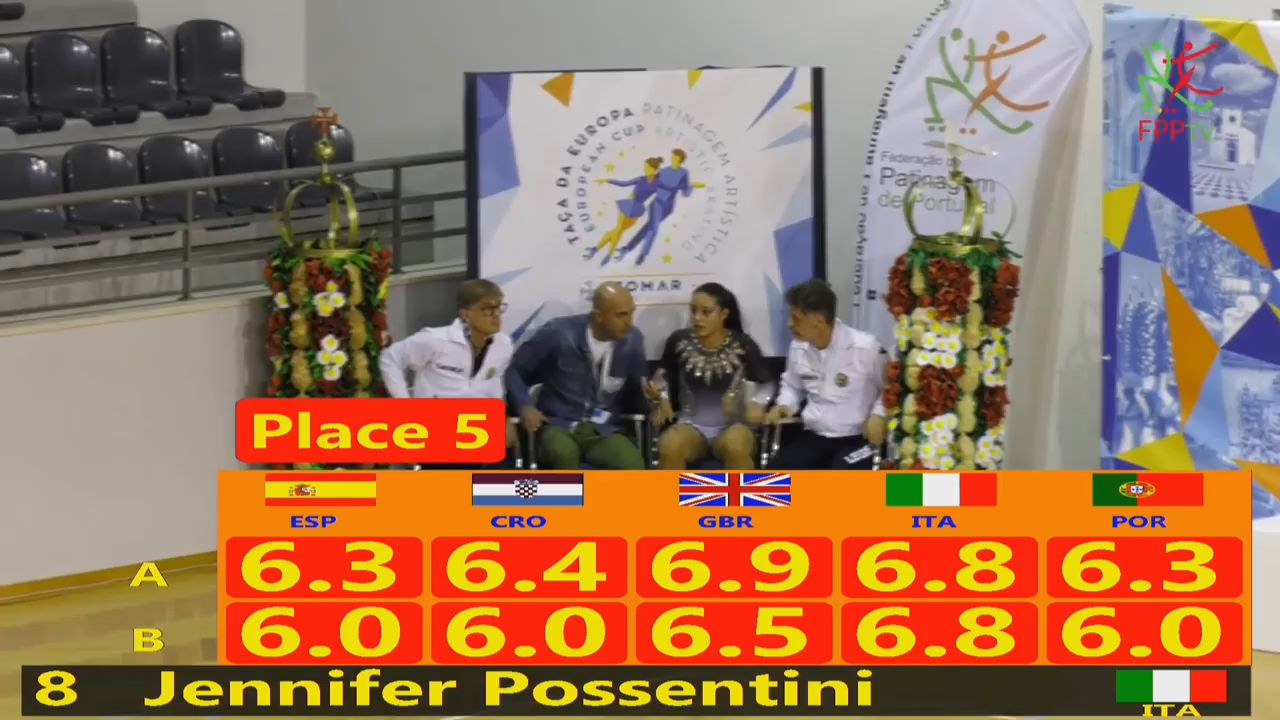 TAÇA DA EUROPA PATINAGEM ARTÍSTICA
EUROPEAN CUP ARTISTIC SKATING
TOMAR
Federação de
Patinagem
de Portugal
FPPTV
Place 5
ESP CRO GBR ITA POR
A 6.3 6.4 6.9 6.8 6.3
B 6.0 6.0 6.5 6.8 6.0
8 Jennifer Possentini ITA